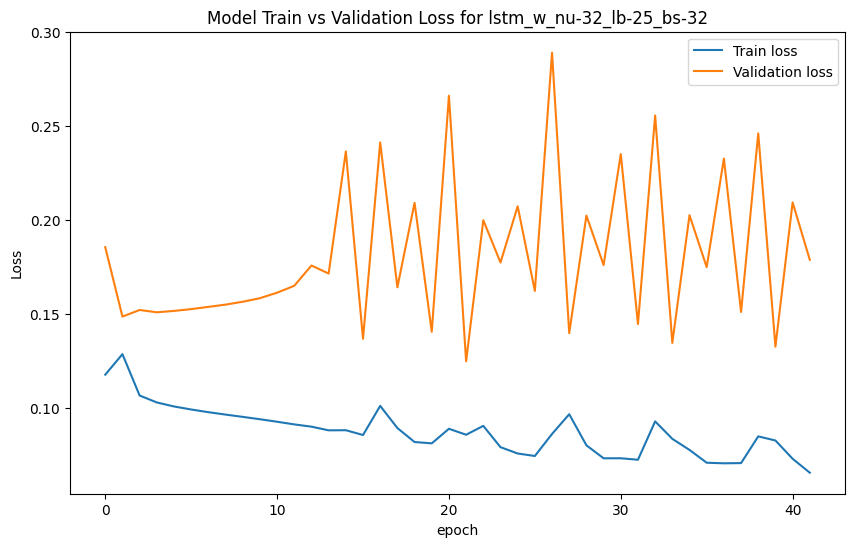 Model Train vs Validation Loss for lstm_w_nu-32_lb-25_bs-32
Train loss
Validation loss
0.30
0.25
0.20
0.15
0.10
Loss
0 10 20 30 40
epoch